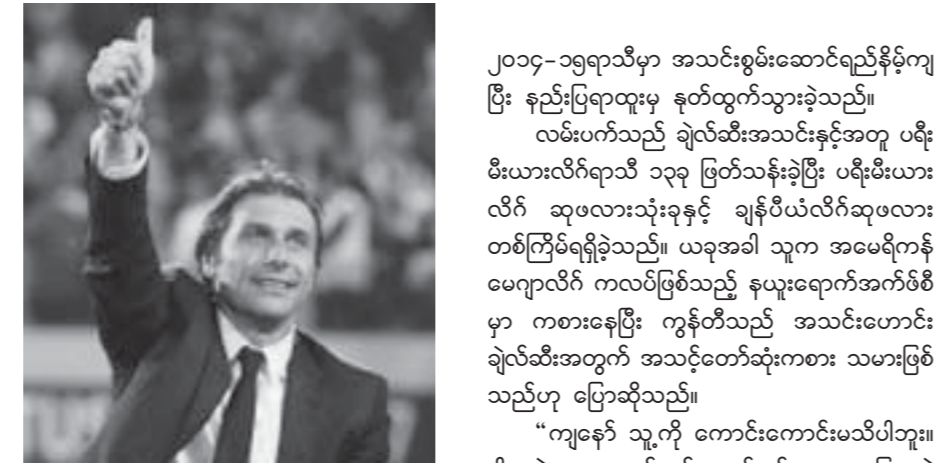 ၂၀၁၄-၁၅ရာသီမှာ အသင်းစွမ်းဆောင်ရည်နိမ့်ကျ
ပြီး နည်းပြရာထူးမှ နုတ်ထွက်သွားခဲ့သည်။
လမ်းပက်သည် ချဲလ်ဆီးအသင်းနှင့်အတူ ပရီး
မီးယားလိဂ်ရာသီ ၁၃ခု ဖြတ်သန်းခဲ့ပြီး ပရီးမီးယား
လိဂ် ဆုဖလားသုံးခုနှင့် ချန်ပီယံလိဂ်ဆုဖလား
တစ်ကြိမ်ရရှိခဲ့သည်။ ယခုအခါ သူက အမေရိကန်
မေဂျာလိဂ် ကလပ်ဖြစ်သည့် နယူးရောက်အက်ဖ်စီ
မှာ ကစားနေပြီး ကွန်တီသည် အသင်းဟောင်း
ချဲလ်ဆီးအတွက် အသင့်တော်ဆုံးကစား သမားဖြစ်
သည်ဟု ပြောဆိုသည်။
“ကျနော် သူ့ကို ကောင်းကောင်းမသိပါဘူး။